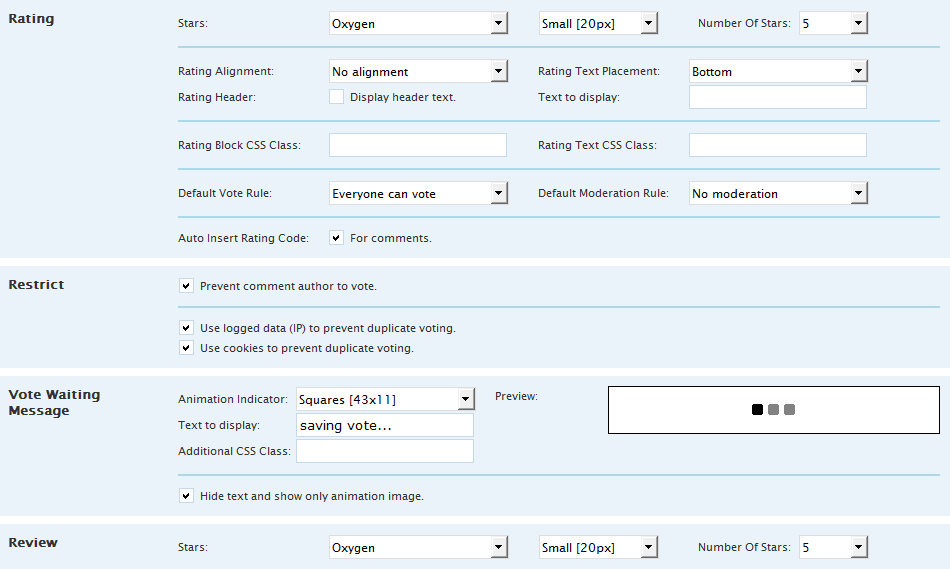 Rating
Stars: Oxygen Small [20px] Number Of Stars: 5
Rating Alignment: No alignment Rating Text Placement: Bottom
Rating Header: Display header text. Text to display:
Rating Block CSS Class: Rating Text CSS Class:
Default Vote Rule: Everyone can vote Default Moderation Rule: No moderation
Auto Insert Rating Code: For comments.
Restrict
Prevent comment author to vote.
Use logged data (IP) to prevent duplicate voting.
Use cookies to prevent duplicate voting.
Vote Waiting
Message
Animation Indicator: Squares [43x11] Preview:
Text to display: saving vote...
Additional CSS Class:
Hide text and show only animation image.
Review
Stars: Oxygen Small [20px] Number Of Stars: 5